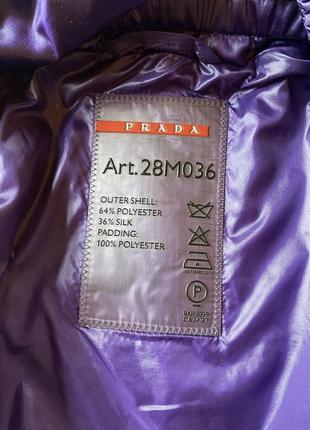 PRADA
Art.28M036
OUTER SHELL:
64% POLYESTER
36% SILK
PADDING:
100% POLYESTER
P